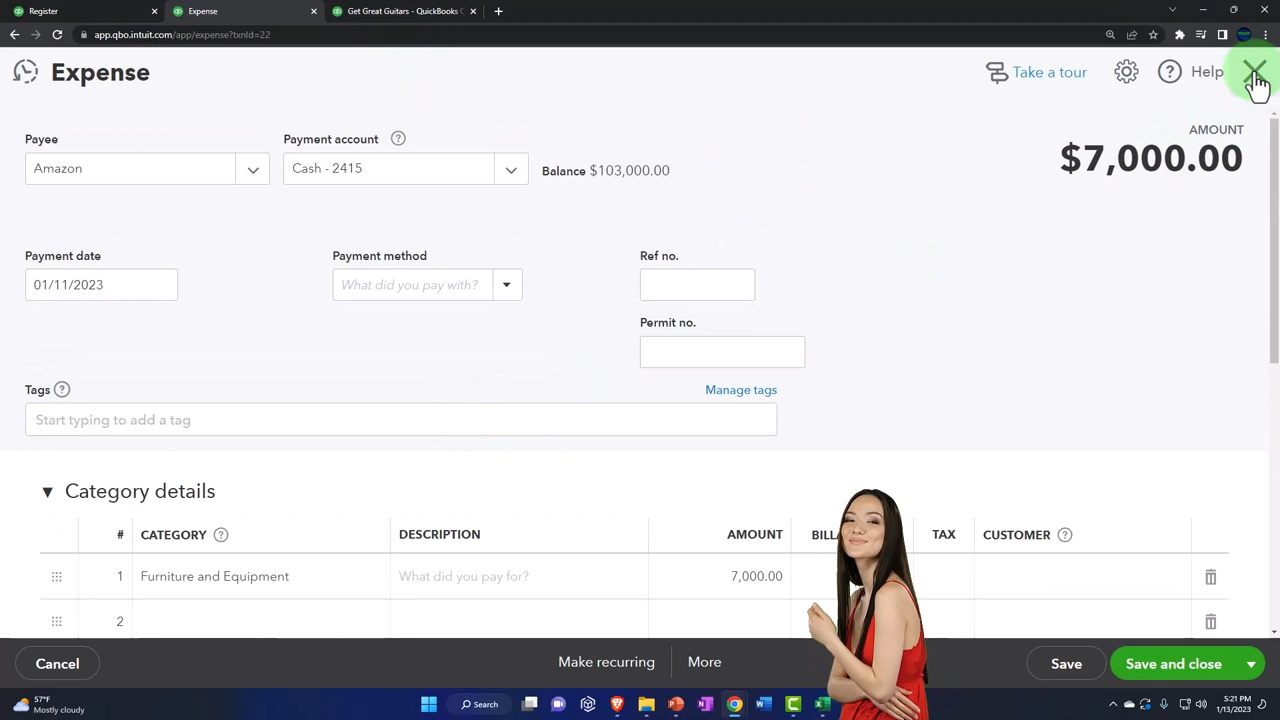 Register
Expense
Get Great Guitars - QuickBooks C
app.qbo.intuit.com/app/expense?txnId=22
Expense
Take a tour
Help
Payee
Payment account
AMOUNT
Amazon
Cash - 2415
Balance $103,000.00
$7,000.00
Payment date
Payment method
Ref no.
01/11/2023
What did you pay with?
Permit no.
Tags
Manage tags
Start typing to add a tag
Category details
# CATEGORY DESCRIPTION AMOUNT TAX CUSTOMER
1 Furniture and Equipment What did you pay for? 7,000.00
2
Cancel
Make recurring
More
Save
Save and close
57°F
Mostly cloudy
Search
5:21 PM
1/13/2023